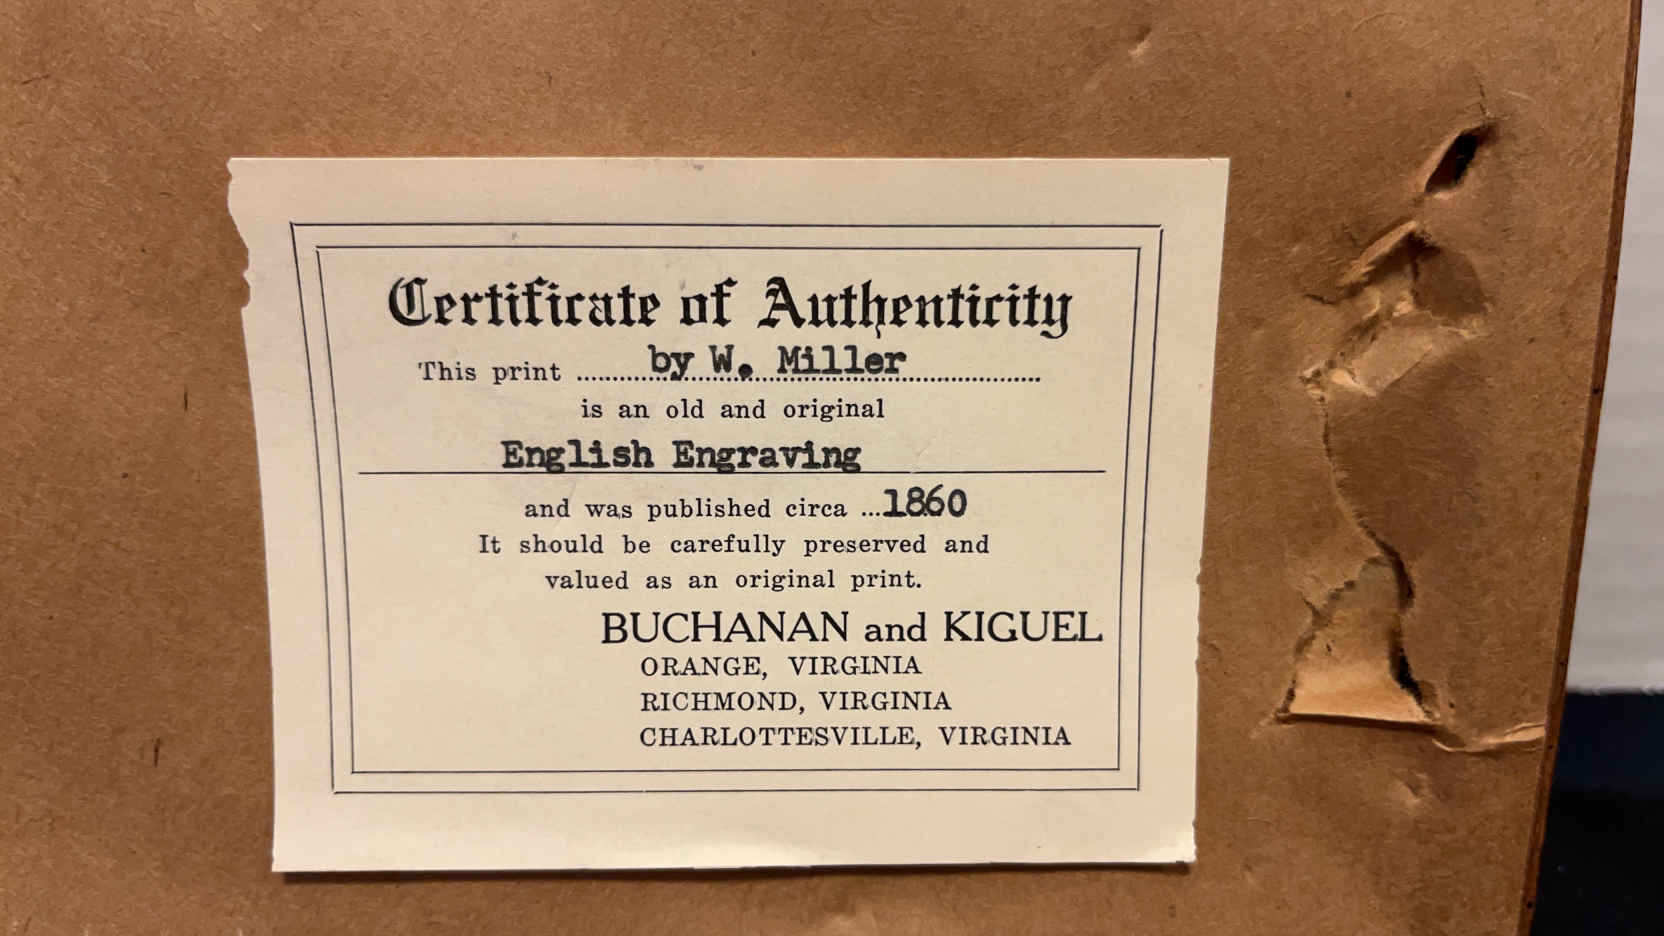 Certificate of Authenticity
This print ........by W. Miller........
is an old and original
English Engraving
and was published circa ...1860
It should be carefully preserved and
valued as an original print.
BUCHANAN and KIGUEL
ORANGE, VIRGINIA
RICHMOND, VIRGINIA
CHARLOTTESVILLE, VIRGINIA